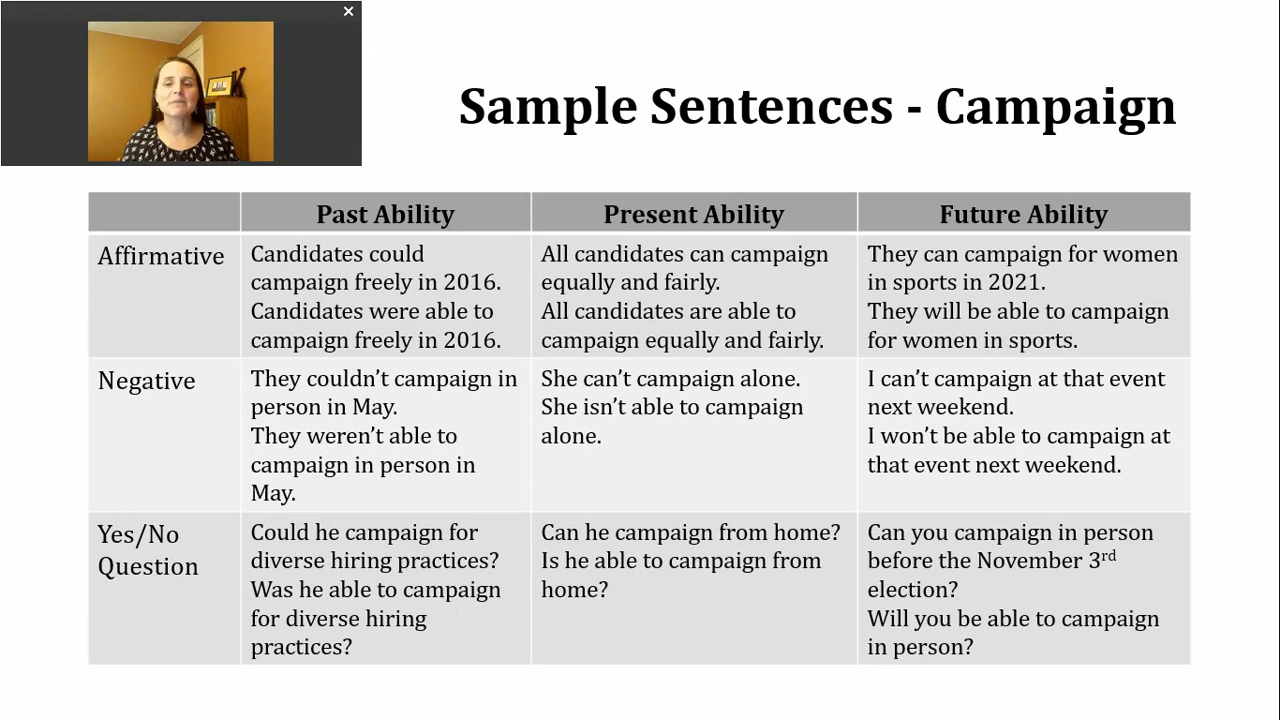 Sample Sentences - Campaign
Past Ability
Present Ability
Future Ability
Affirmative
Candidates could
campaign freely in 2016.
Candidates were able to
campaign freely in 2016.
All candidates can campaign
equally and fairly.
All candidates are able to
campaign equally and fairly.
They can campaign for women
in sports in 2021.
They will be able to campaign
for women in sports.
Negative
They couldn’t campaign in
person in May.
They weren’t able to
campaign in person in
May.
She can’t campaign alone.
She isn’t able to campaign
alone.
I can’t campaign at that event
next weekend.
I won’t be able to campaign at
that event next weekend.
Yes/No
Question
Could he campaign for
diverse hiring practices?
Was he able to campaign
for diverse hiring
practices?
Can he campaign from home?
Is he able to campaign from
home?
Can you campaign in person
before the November 3rd
election?
Will you be able to campaign
in person?